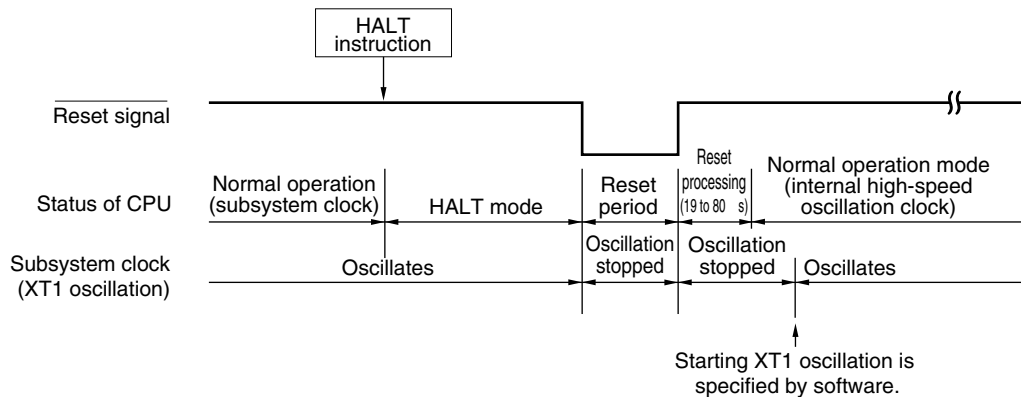 HALT
instruction
Reset signal
Status of CPU
Normal operation
(subsystem clock)
HALT mode
Reset
period
Reset
processing
(19 to 80 s)
Normal operation mode
(internal high-speed
oscillation clock)
Subsystem clock
(XT1 oscillation)
Oscillates
Oscillation
stopped
Oscillation
stopped
Oscillates
Starting XT1 oscillation is
specified by software.